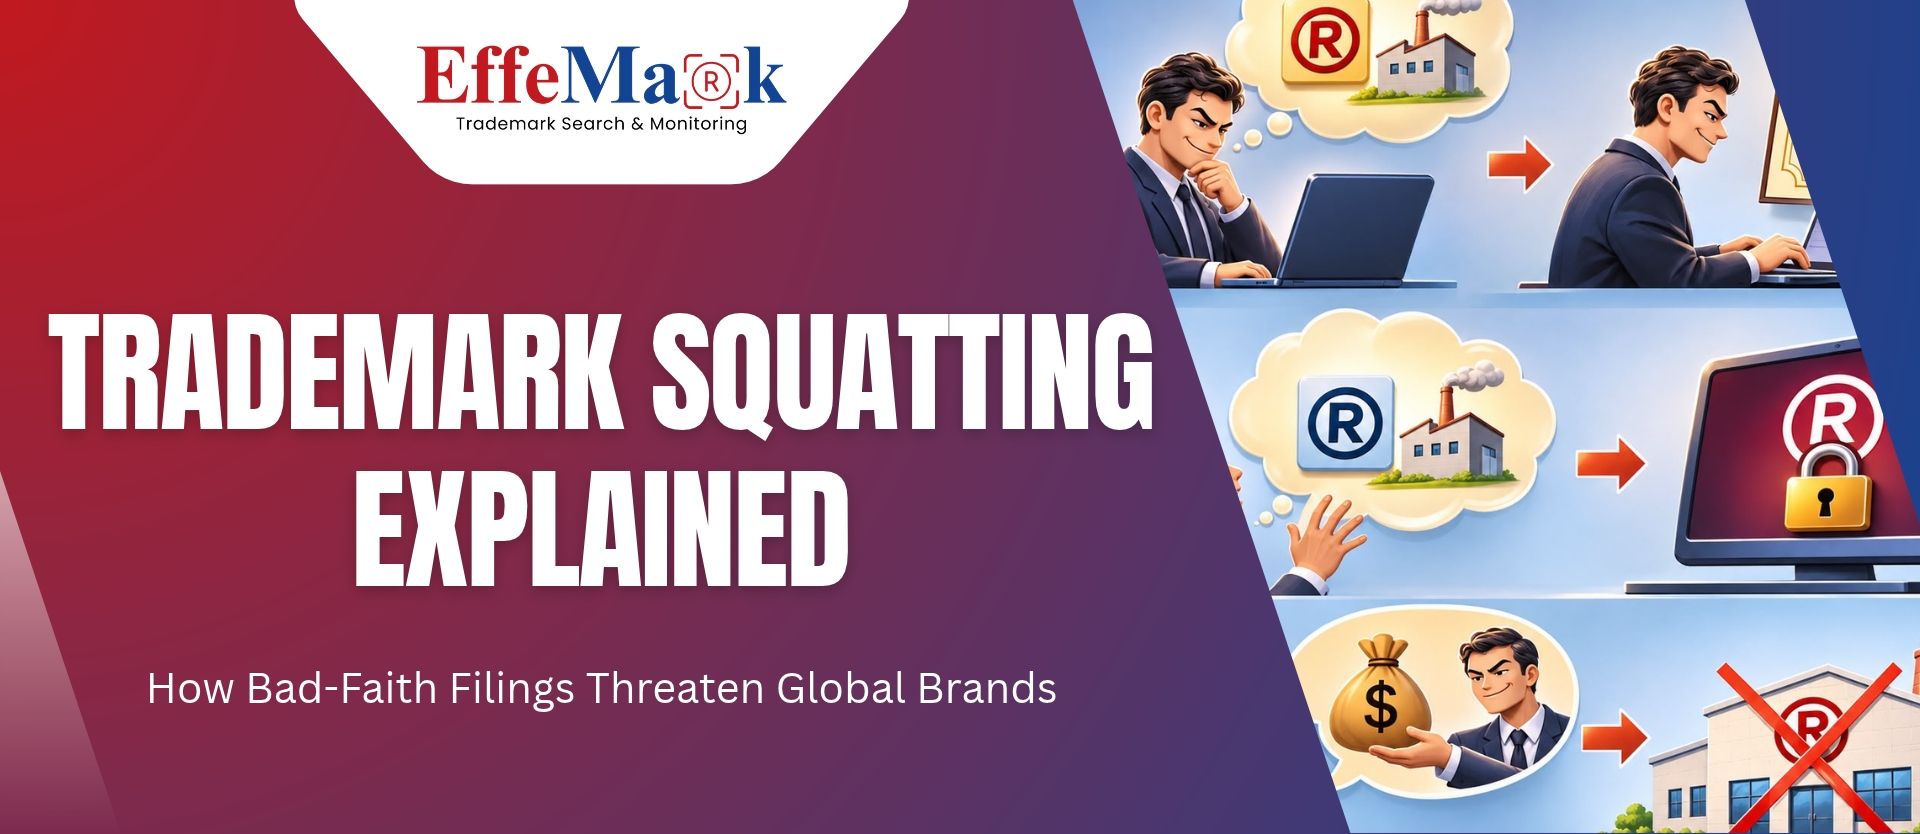 EffeMa®k
Trademark Search & Monitoring
TRADEMARK SQUATTING
EXPLAINED
How Bad-Faith Filings Threaten Global Brands
®
®
®
$
®